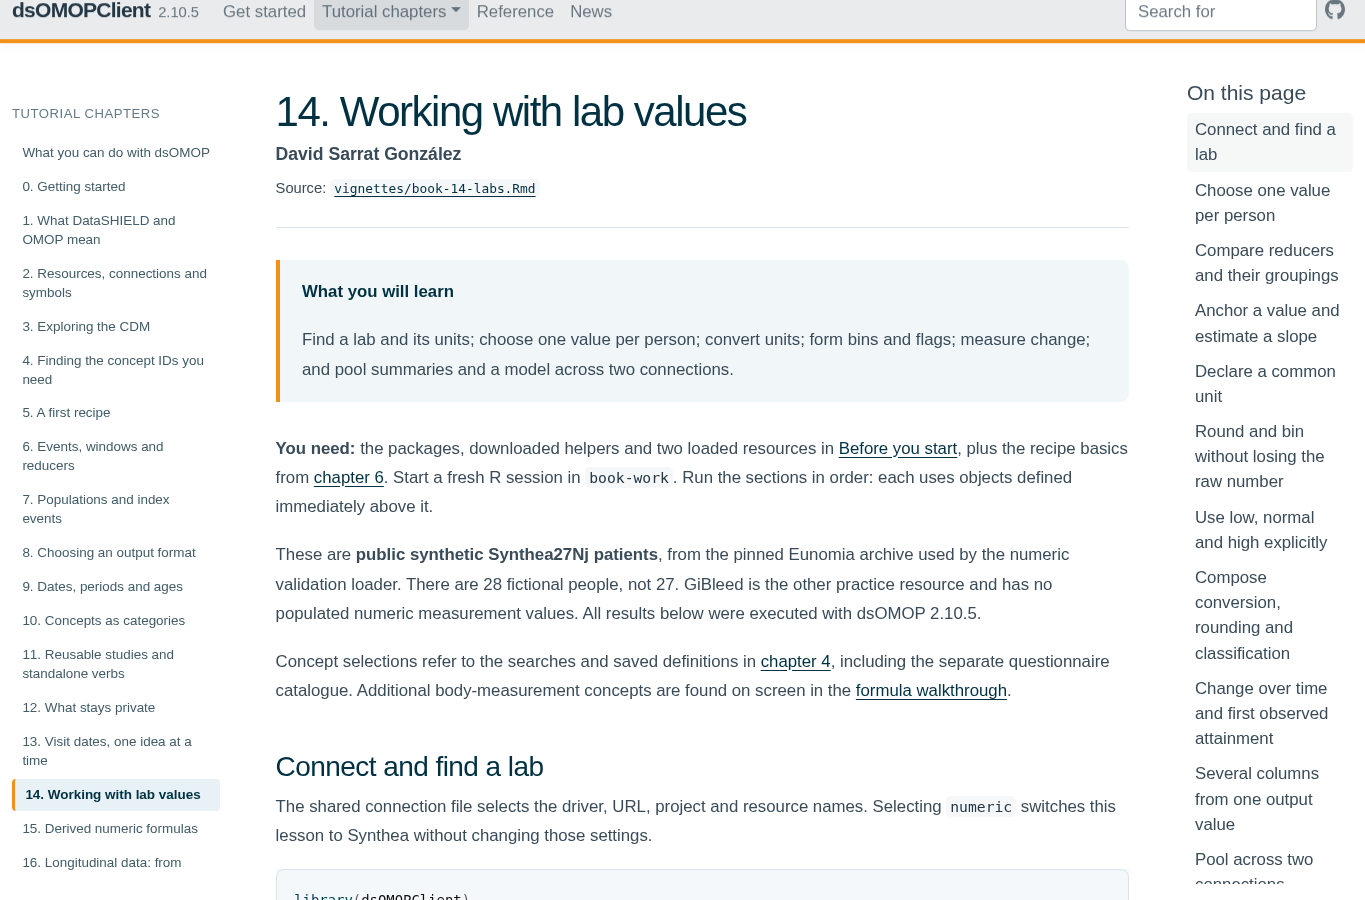 dsOMOPClient 2.10.5 Get started Tutorial chapters Reference News Search for
TUTORIAL CHAPTERS
What you can do with dsOMOP
0. Getting started
1. What DataSHIELD and
OMOP mean
2. Resources, connections and
symbols
3. Exploring the CDM
4. Finding the concept IDs you
need
5. A first recipe
6. Events, windows and
reducers
7. Populations and index
events
8. Choosing an output format
9. Dates, periods and ages
10. Concepts as categories
11. Reusable studies and
standalone verbs
12. What stays private
13. Visit dates, one idea at a
time
14. Working with lab values
15. Derived numeric formulas
16. Longitudinal data: from
14. Working with lab values
David Sarrat González
Source: vignettes/book-14-labs.Rmd
What you will learn
Find a lab and its units; choose one value per person; convert units; form bins and flags; measure change;
and pool summaries and a model across two connections.
You need: the packages, downloaded helpers and two loaded resources in Before you start, plus the recipe basics
from chapter 6. Start a fresh R session in book-work. Run the sections in order: each uses objects defined
immediately above it.
These are public synthetic Synthea27Nj patients, from the pinned Eunomia archive used by the numeric
validation loader. There are 28 fictional people, not 27. GiBleed is the other practice resource and has no
populated numeric measurement values. All results below were executed with dsOMOP 2.10.5.
Concept selections refer to the searches and saved definitions in chapter 4, including the separate questionnaire
catalogue. Additional body-measurement concepts are found on screen in the formula walkthrough.
Connect and find a lab
The shared connection file selects the driver, URL, project and resource names. Selecting numeric switches this
lesson to Synthea without changing those settings.
library(dsOMOPClient)
On this page
Connect and find a
lab
Choose one value
per person
Compare reducers
and their groupings
Anchor a value and
estimate a slope
Declare a common
unit
Round and bin
without losing the
raw number
Use low, normal
and high explicitly
Compose
conversion,
rounding and
classification
Change over time
and first observed
attainment
Several columns
from one output
value
Pool across two
connections